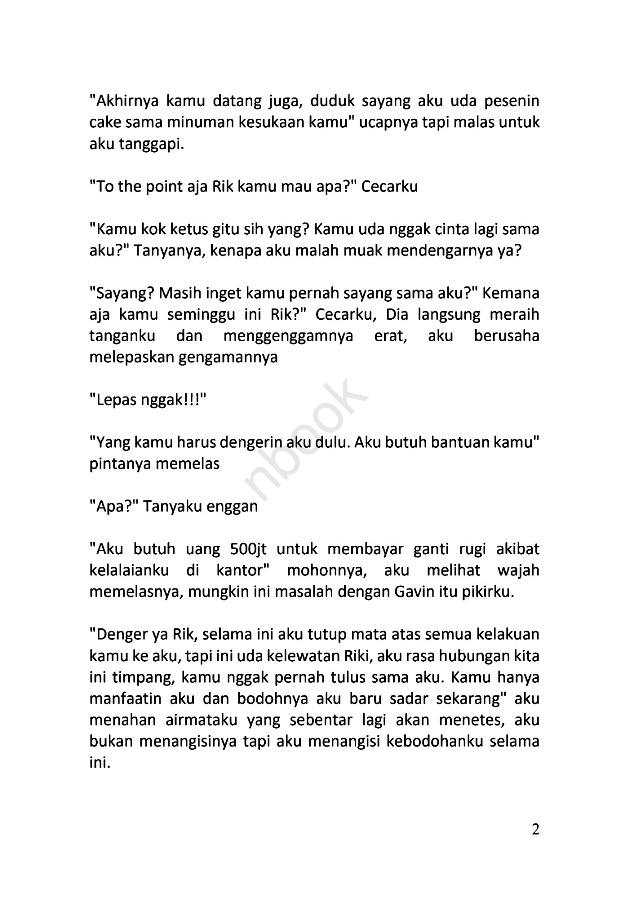 "Akhirnya kamu datang juga, duduk sayang aku uda pesenin
cake sama minuman kesukaan kamu" ucapnya tapi malas untuk
aku tanggapi.
"To the point aja Rik kamu mau apa?" Cecarku
"Kamu kok ketus gitu sih yang? Kamu uda nggak cinta lagi sama
aku?" Tanyanya, kenapa aku malah muak mendengarnya ya?
"Sayang? Masih inget kamu pernah sayang sama aku?" Kemana
aja kamu seminggu ini Rik?" Cecarku, Dia langsung meraih
tanganku dan menggenggamnya erat, aku berusaha
melepaskan gengamannya
"Lepas nggak!!!"
"Yang kamu harus dengerin aku dulu. Aku butuh bantuan kamu"
pintanya memelas
"Apa?" Tanyaku enggan
"Aku butuh uang 500jt untuk membayar ganti rugi akibat
kelalaianku di kantor" mohonnya, aku melihat wajah
memelasnya, mungkin ini masalah dengan Gavin itu pikirku.
"Denger ya Rik, selama ini aku tutup mata atas semua kelakuan
kamu ke aku, tapi ini uda kelewatan Riki, aku rasa hubungan kita
ini timpang, kamu nggak pernah tulus sama aku. Kamu hanya
manfaatin aku dan bodohnya aku baru sadar sekarang" aku
menahan airmataku yang sebentar lagi akan menetes, aku
bukan menangisinya tapi aku menangisi kebodohanku selama
ini.
nbook
2